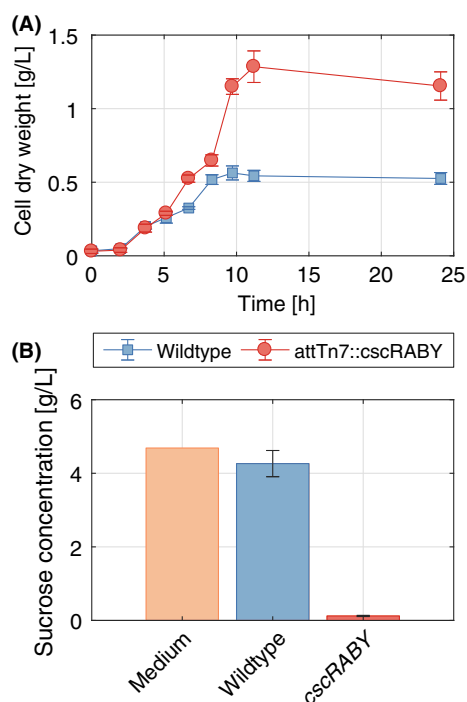 (A)
Cell dry weight [g/L]
1.5
1
0.5
0
0 5 10 15 20 25
Time [h]
Wildtype attTn7::cscRABY
(B)
Sucrose concentration [g/L]
6
4
2
0
Medium
Wildtype
cscRABY